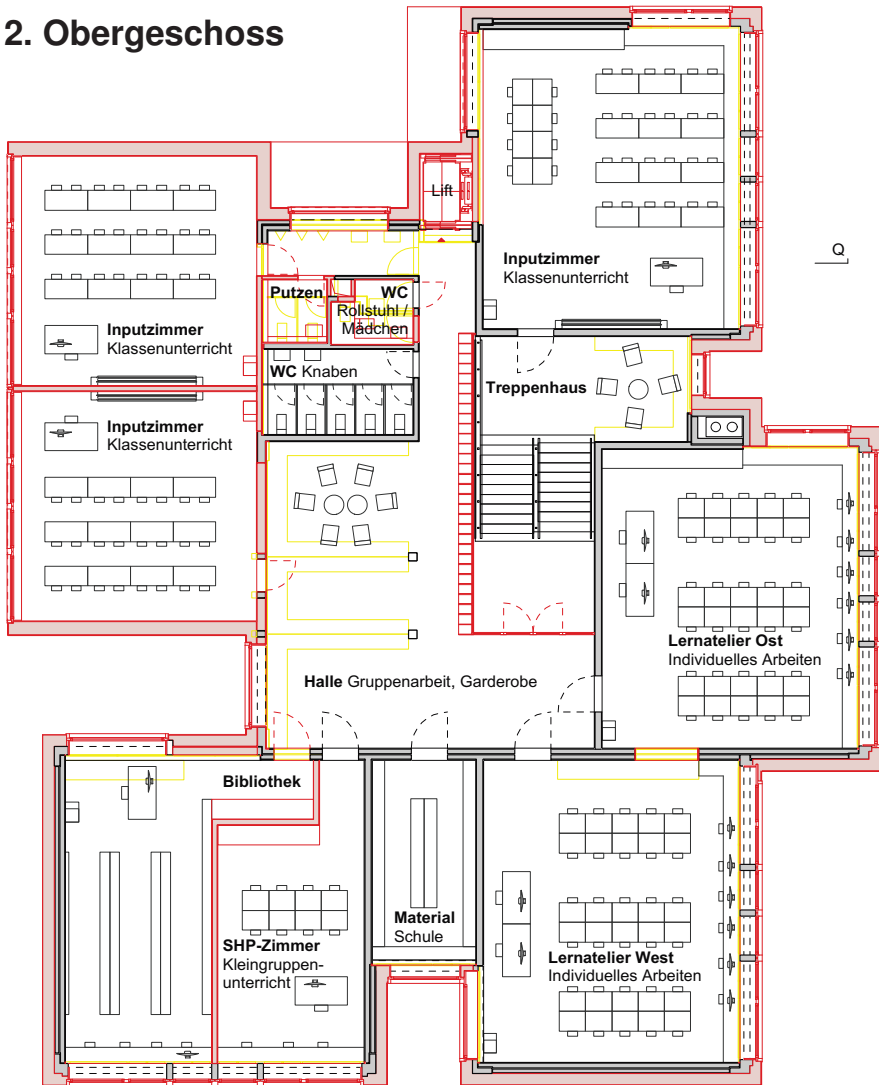 2. Obergeschoss
Lift
Inputzimmer
Klassenunterricht
Q
Putzen
WC
Rollstuhl /
Mädchen
Inputzimmer
Klassenunterricht
WC Knaben
Treppenhaus
Inputzimmer
Klassenunterricht
Lernatelier Ost
Individuelles Arbeiten
Halle Gruppenarbeit, Garderobe
Bibliothek
Material
Schule
SHP-Zimmer
Kleingruppen-
unterricht
Lernatelier West
Individuelles Arbeiten